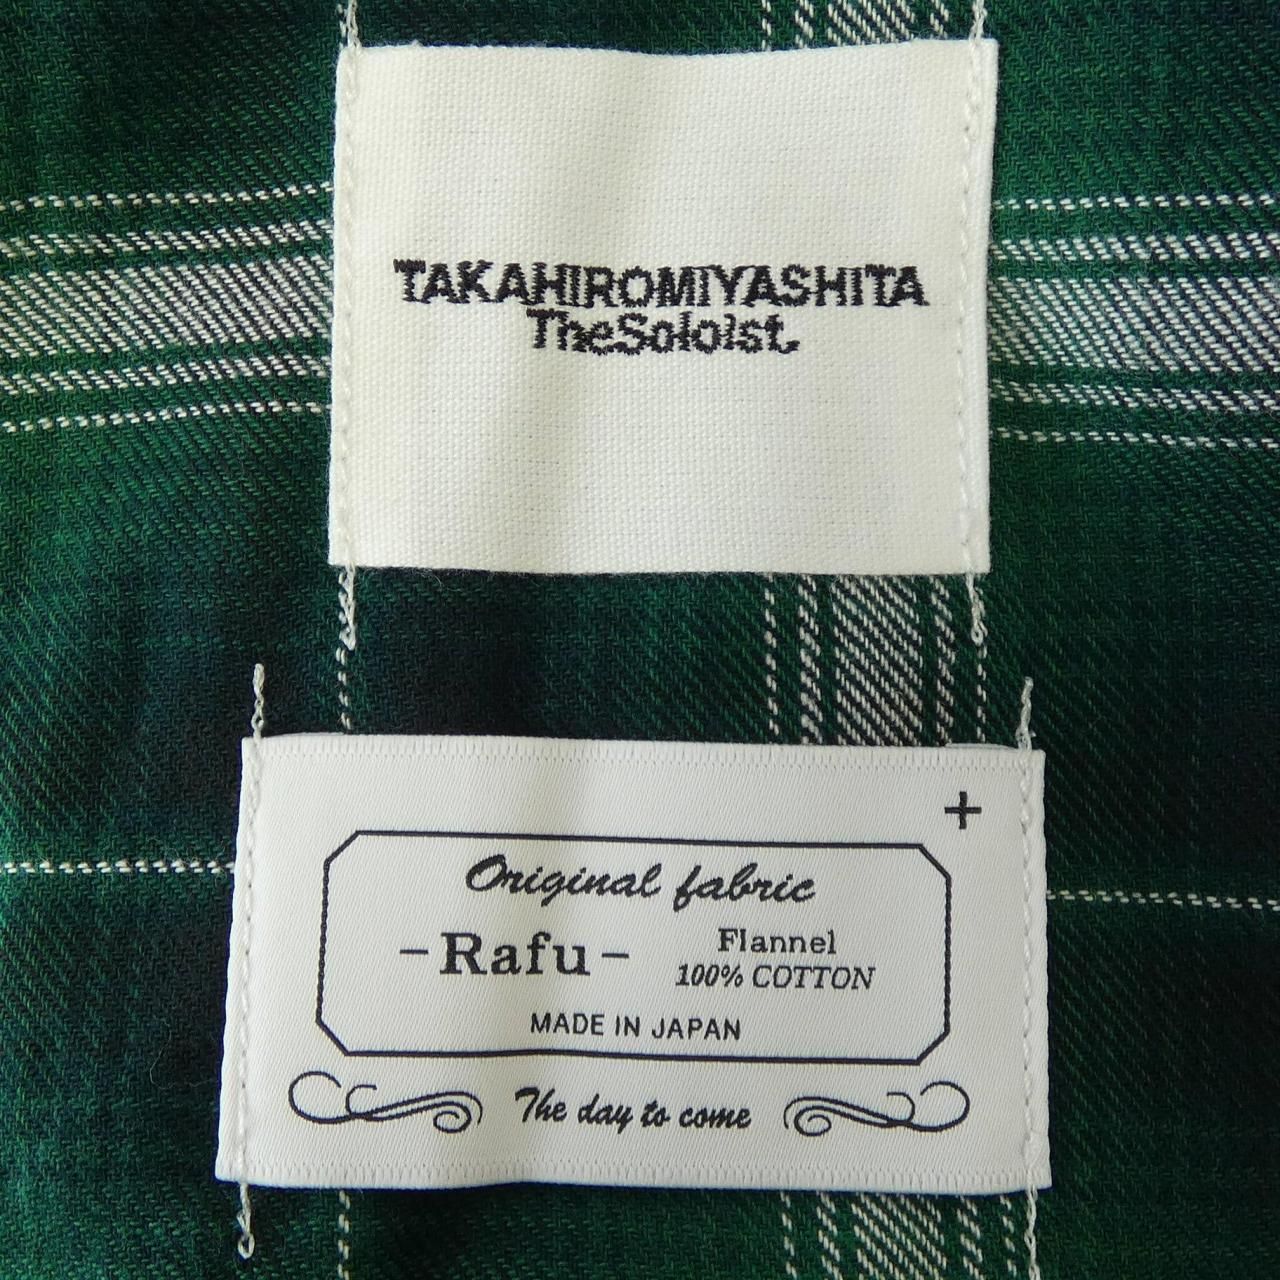 TAKAHIROMIYASHITA
TheSoloist.
+
Original fabric
-Rafu-
Flannel
100% COTTON
MADE IN JAPAN
The day to come